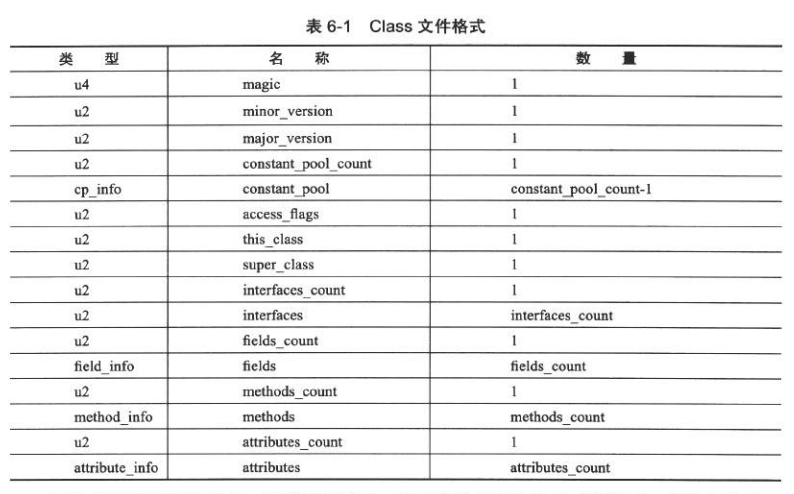 表 6-1 Class 文件格式
类 型 名 称 数 量
u4 magic 1
u2 minor_version 1
u2 major_version 1
u2 constant_pool_count 1
cp_info constant_pool constant_pool_count-1
u2 access_flags 1
u2 this_class 1
u2 super_class 1
u2 interfaces_count 1
u2 interfaces interfaces_count
u2 fields_count 1
field_info fields fields_count
u2 methods_count 1
method_info methods methods_count
u2 attributes_count 1
attribute_info attributes attributes_count